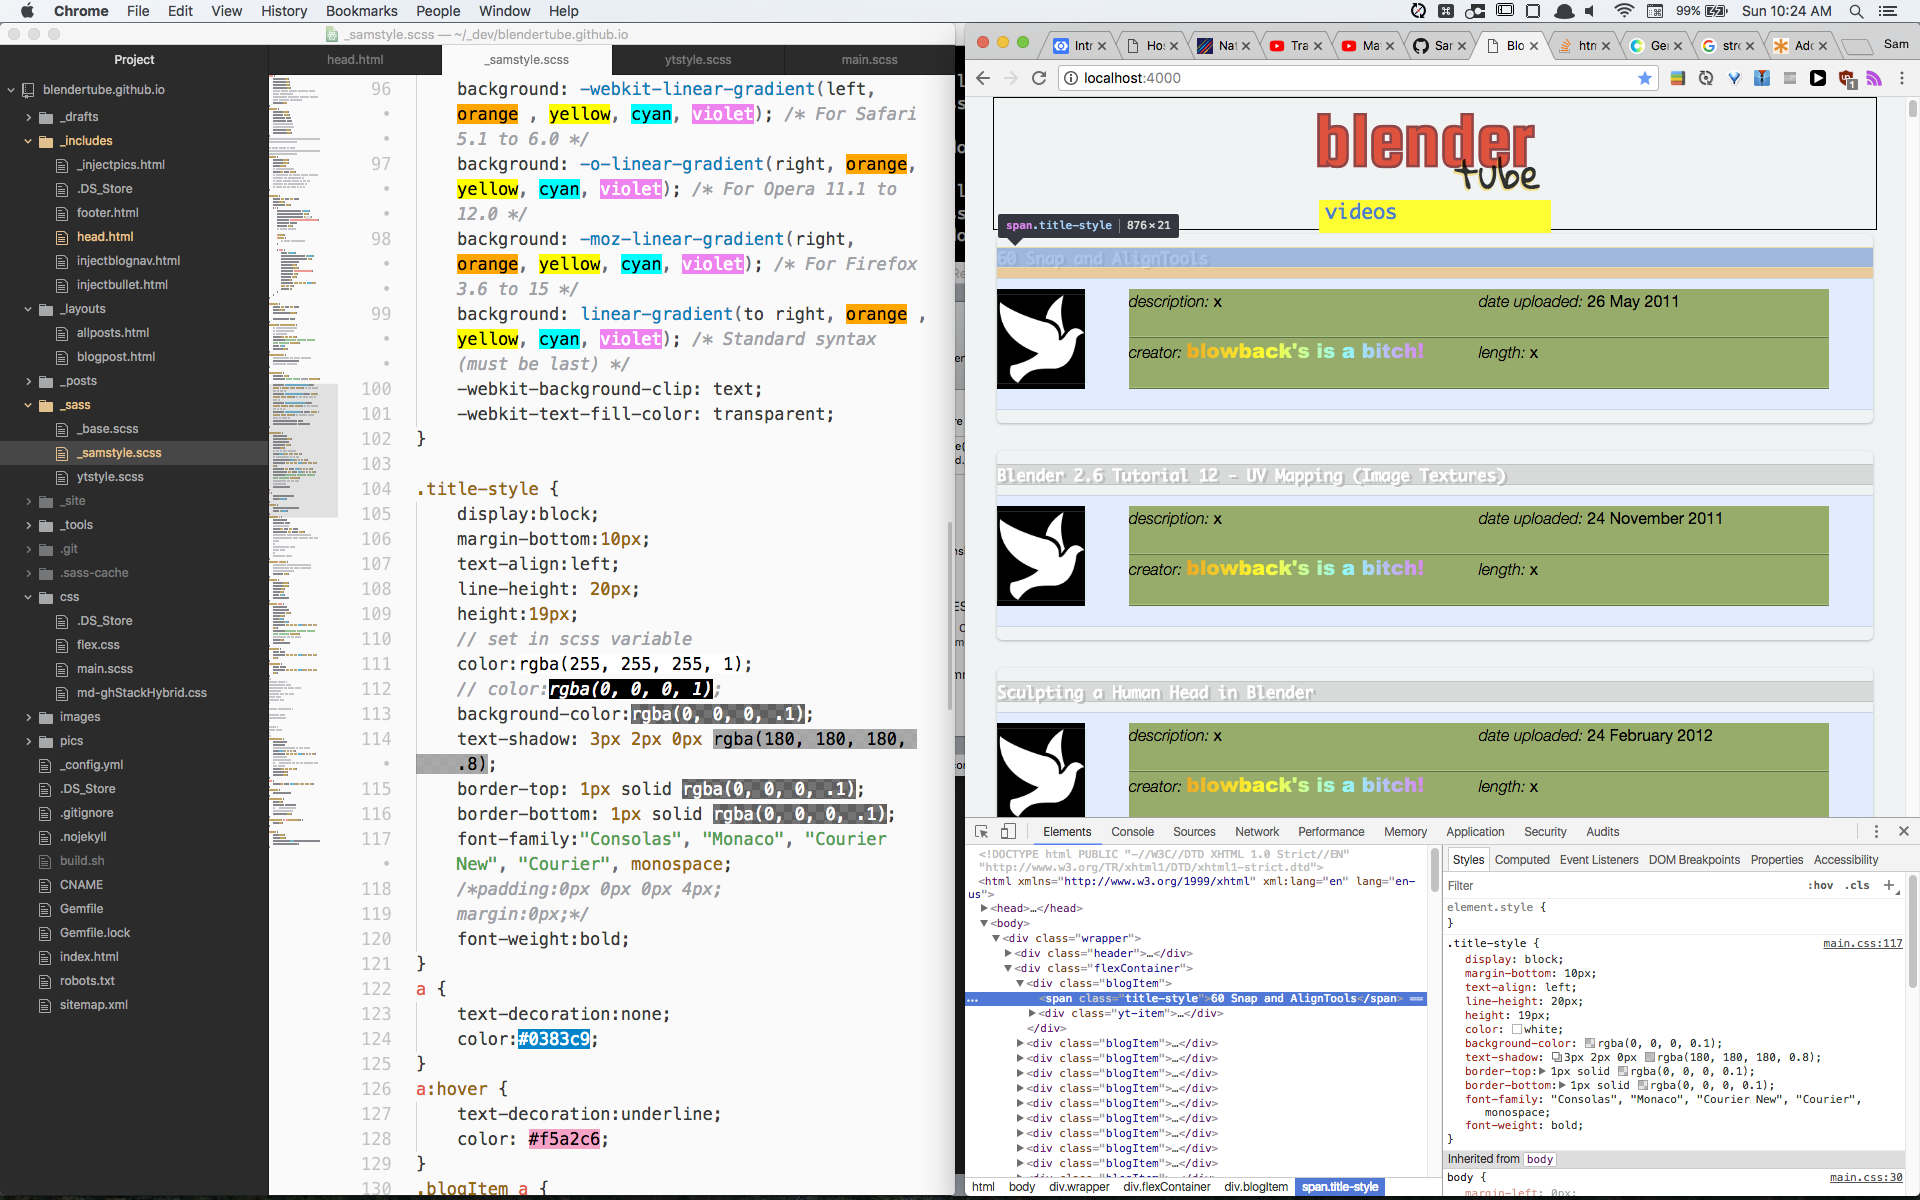 Chrome File Edit View History Bookmarks People Window Help
99% Sun 10:24 AM
_samstyle.scss — ~/_dev/blendertube.github.io
Project
blendertube.github.io
_drafts
_includes
_injectpics.html
.DS_Store
footer.html
head.html
injectblognav.html
injectbullet.html
_layouts
allposts.html
blogpost.html
_posts
_sass
_base.scss
_samstyle.scss
ytstyle.scss
_site
_tools
.git
.sass-cache
css
.DS_Store
flex.css
main.scss
md-ghStackHybrid.css
images
pics
_config.yml
.DS_Store
.gitignore
.nojekyll
build.sh
CNAME
Gemfile
Gemfile.lock
index.html
robots.txt
sitemap.xml
head.html _samstyle.scss ytstyle.scss main.scss
96 background: -webkit-linear-gradient(left,
orange , yellow, cyan, violet); /* For Safari
5.1 to 6.0 */
97 background: -o-linear-gradient(right, orange,
yellow, cyan, violet); /* For Opera 11.1 to
12.0 */
98 background: -moz-linear-gradient(right,
orange, yellow, cyan, violet); /* For Firefox
3.6 to 15 */
99 background: linear-gradient(to right, orange ,
yellow, cyan, violet); /* Standard syntax
(must be last) */
100 -webkit-background-clip: text;
101 -webkit-text-fill-color: transparent;
102 }
103
104 .title-style {
105 display:block;
106 margin-bottom:10px;
107 text-align:left;
108 line-height: 20px;
109 height:19px;
110 // set in scss variable
111 color:rgba(255, 255, 255, 1);
112 // color:rgba(0, 0, 0, 1);
113 background-color:rgba(0, 0, 0, .1);
114 text-shadow: 3px 2px 0px rgba(180, 180, 180,
.8);
115 border-top: 1px solid rgba(0, 0, 0, .1);
116 border-bottom: 1px solid rgba(0, 0, 0, .1);
117 font-family:"Consolas", "Monaco", "Courier
New", "Courier", monospace;
118 /*padding:0px 0px 0px 4px;
119 margin:0px;*/
120 font-weight:bold;
121 }
122 a {
123 text-decoration:none;
124 color:#0383c9;
125 }
126 a:hover {
127 text-decoration:underline;
128 color: #f5a2c6;
129 }
130 .blogItem a {
Intr Hos Naf Tra Ma Sar Blo htm Ge stro Ado Sam
localhost:4000
blender
tube
videos
span.title-style | 876×21
60 Snap and AlignTools
description: x date uploaded: 26 May 2011
creator: blowback's is a bitch! length: x
Blender 2.6 Tutorial 12 - UV Mapping (Image Textures)
description: x date uploaded: 24 November 2011
creator: blowback's is a bitch! length: x
Sculpting a Human Head in Blender
description: x date uploaded: 24 February 2012
creator: blowback's is a bitch! length: x
Elements Console Sources Network Performance Memory Application Security Audits
<!DOCTYPE html PUBLIC "-//W3C//DTD XHTML 1.0 Strict//EN"
"http://www.w3.org/TR/xhtml1/DTD/xhtml1-strict.dtd">
<html xmlns="http://www.w3.org/1999/xhtml" xml:lang="en" lang="en-
us">
<head>…</head>
<body>
<div class="wrapper">
<div class="header">…</div>
<div class="flexContainer">
<div class="blogItem">
<span class="title-style">60 Snap and AlignTools</span> ==
<div class="yt-item">…</div>
</div>
<div class="blogItem">…</div>
<div class="blogItem">…</div>
<div class="blogItem">…</div>
<div class="blogItem">…</div>
<div class="blogItem">…</div>
<div class="blogItem">…</div>
<div class="blogItem">…</div>
<div class="blogItem">…</div>
<div class="blogItem">…</div>
html body div.wrapper div.flexContainer div.blogItem span.title-style
Styles Computed Event Listeners DOM Breakpoints Properties Accessibility
Filter :hov .cls +
element.style {
}
.title-style { main.css:117
display: block;
margin-bottom: 10px;
text-align: left;
line-height: 20px;
height: 19px;
color: white;
background-color: rgba(0, 0, 0, 0.1);
text-shadow: 3px 2px 0px rgba(180, 180, 180, 0.8);
border-top: 1px solid rgba(0, 0, 0, 0.1);
border-bottom: 1px solid rgba(0, 0, 0, 0.1);
font-family: "Consolas", "Monaco", "Courier New", "Courier",
monospace;
font-weight: bold;
}
Inherited from body
body { main.css:30
margin-left: 0px;